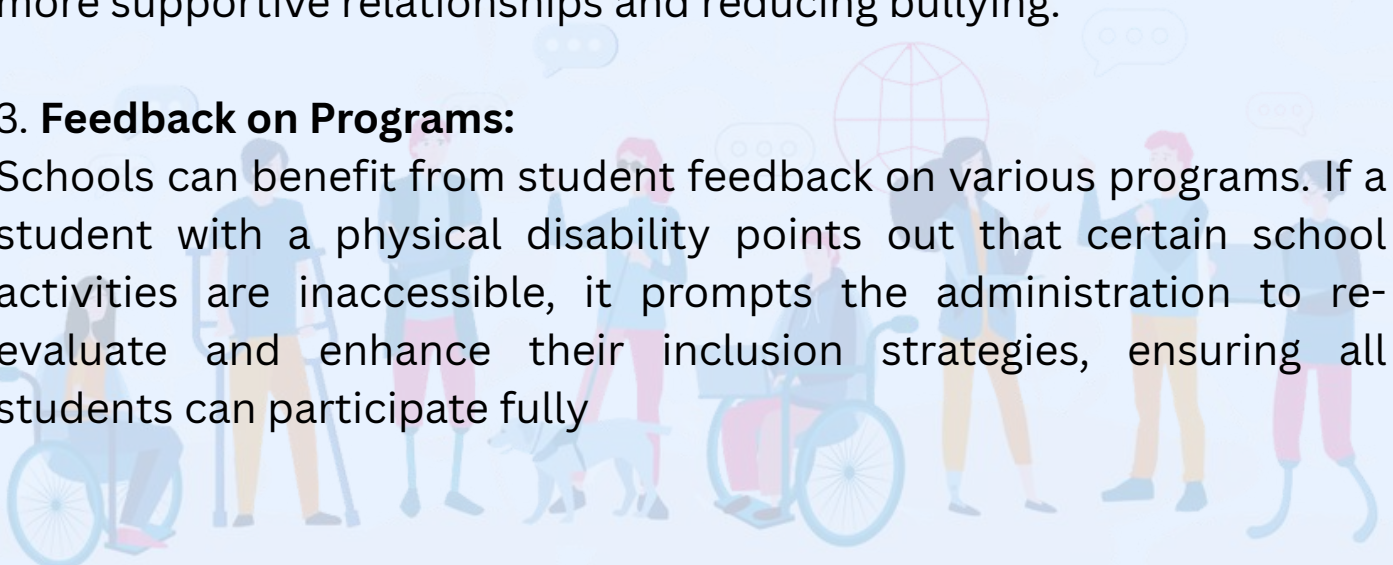 more supportive relationships and reducing bullying.
3. Feedback on Programs:
Schools can benefit from student feedback on various programs. If a
student with a physical disability points out that certain school
activities are inaccessible, it prompts the administration to re-
evaluate and enhance their inclusion strategies, ensuring all
students can participate fully